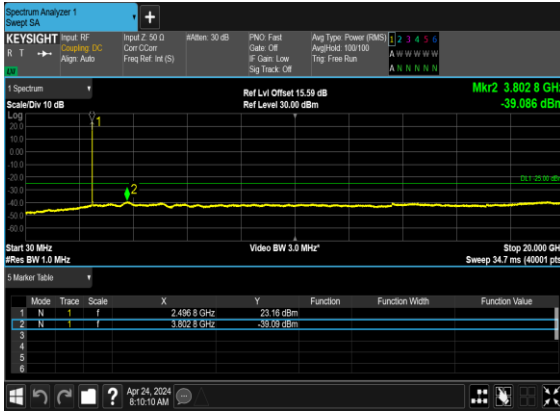 Spectrum Analyzer 1
Swept SA
+
KEYSIGHT Input: RF Input Z: 50 Ω #Atten: 30 dB PNO: Fast Avg Type: Power (RMS) 1 2 3 4 5 6
R T Coupling: DC Corr CCorr Gate: Off Avg|Hold: 100/100 A W W W W W
Align: Auto Freq Ref: Int (S) IF Gain: Low Trig: Free Run
Sig Track: Off A N N N N N
1 Spectrum Ref Lvl Offset 15.59 dB Mkr2 3.802 8 GHz
Scale/Div 10 dB Ref Level 30.00 dBm -39.086 dBm
Log
20.0
10.0
0.00
-10.0
-20.0
-30.0
-40.0
-50.0
-60.0
1
2
DL1 -25.00 dBm
Start 30 MHz Video BW 3.0 MHz* Stop 20.000 GH
#Res BW 1.0 MHz Sweep 34.7 ms (40001 pts
5 Marker Table
Mode Trace Scale X Y Function Function Width Function Value
1 N 1 f 2.496 8 GHz 23.16 dBm
2 N 1 f 3.802 8 GHz -39.09 dBm
3
4
5
6
? Apr 24, 2024
8:10:10 AM